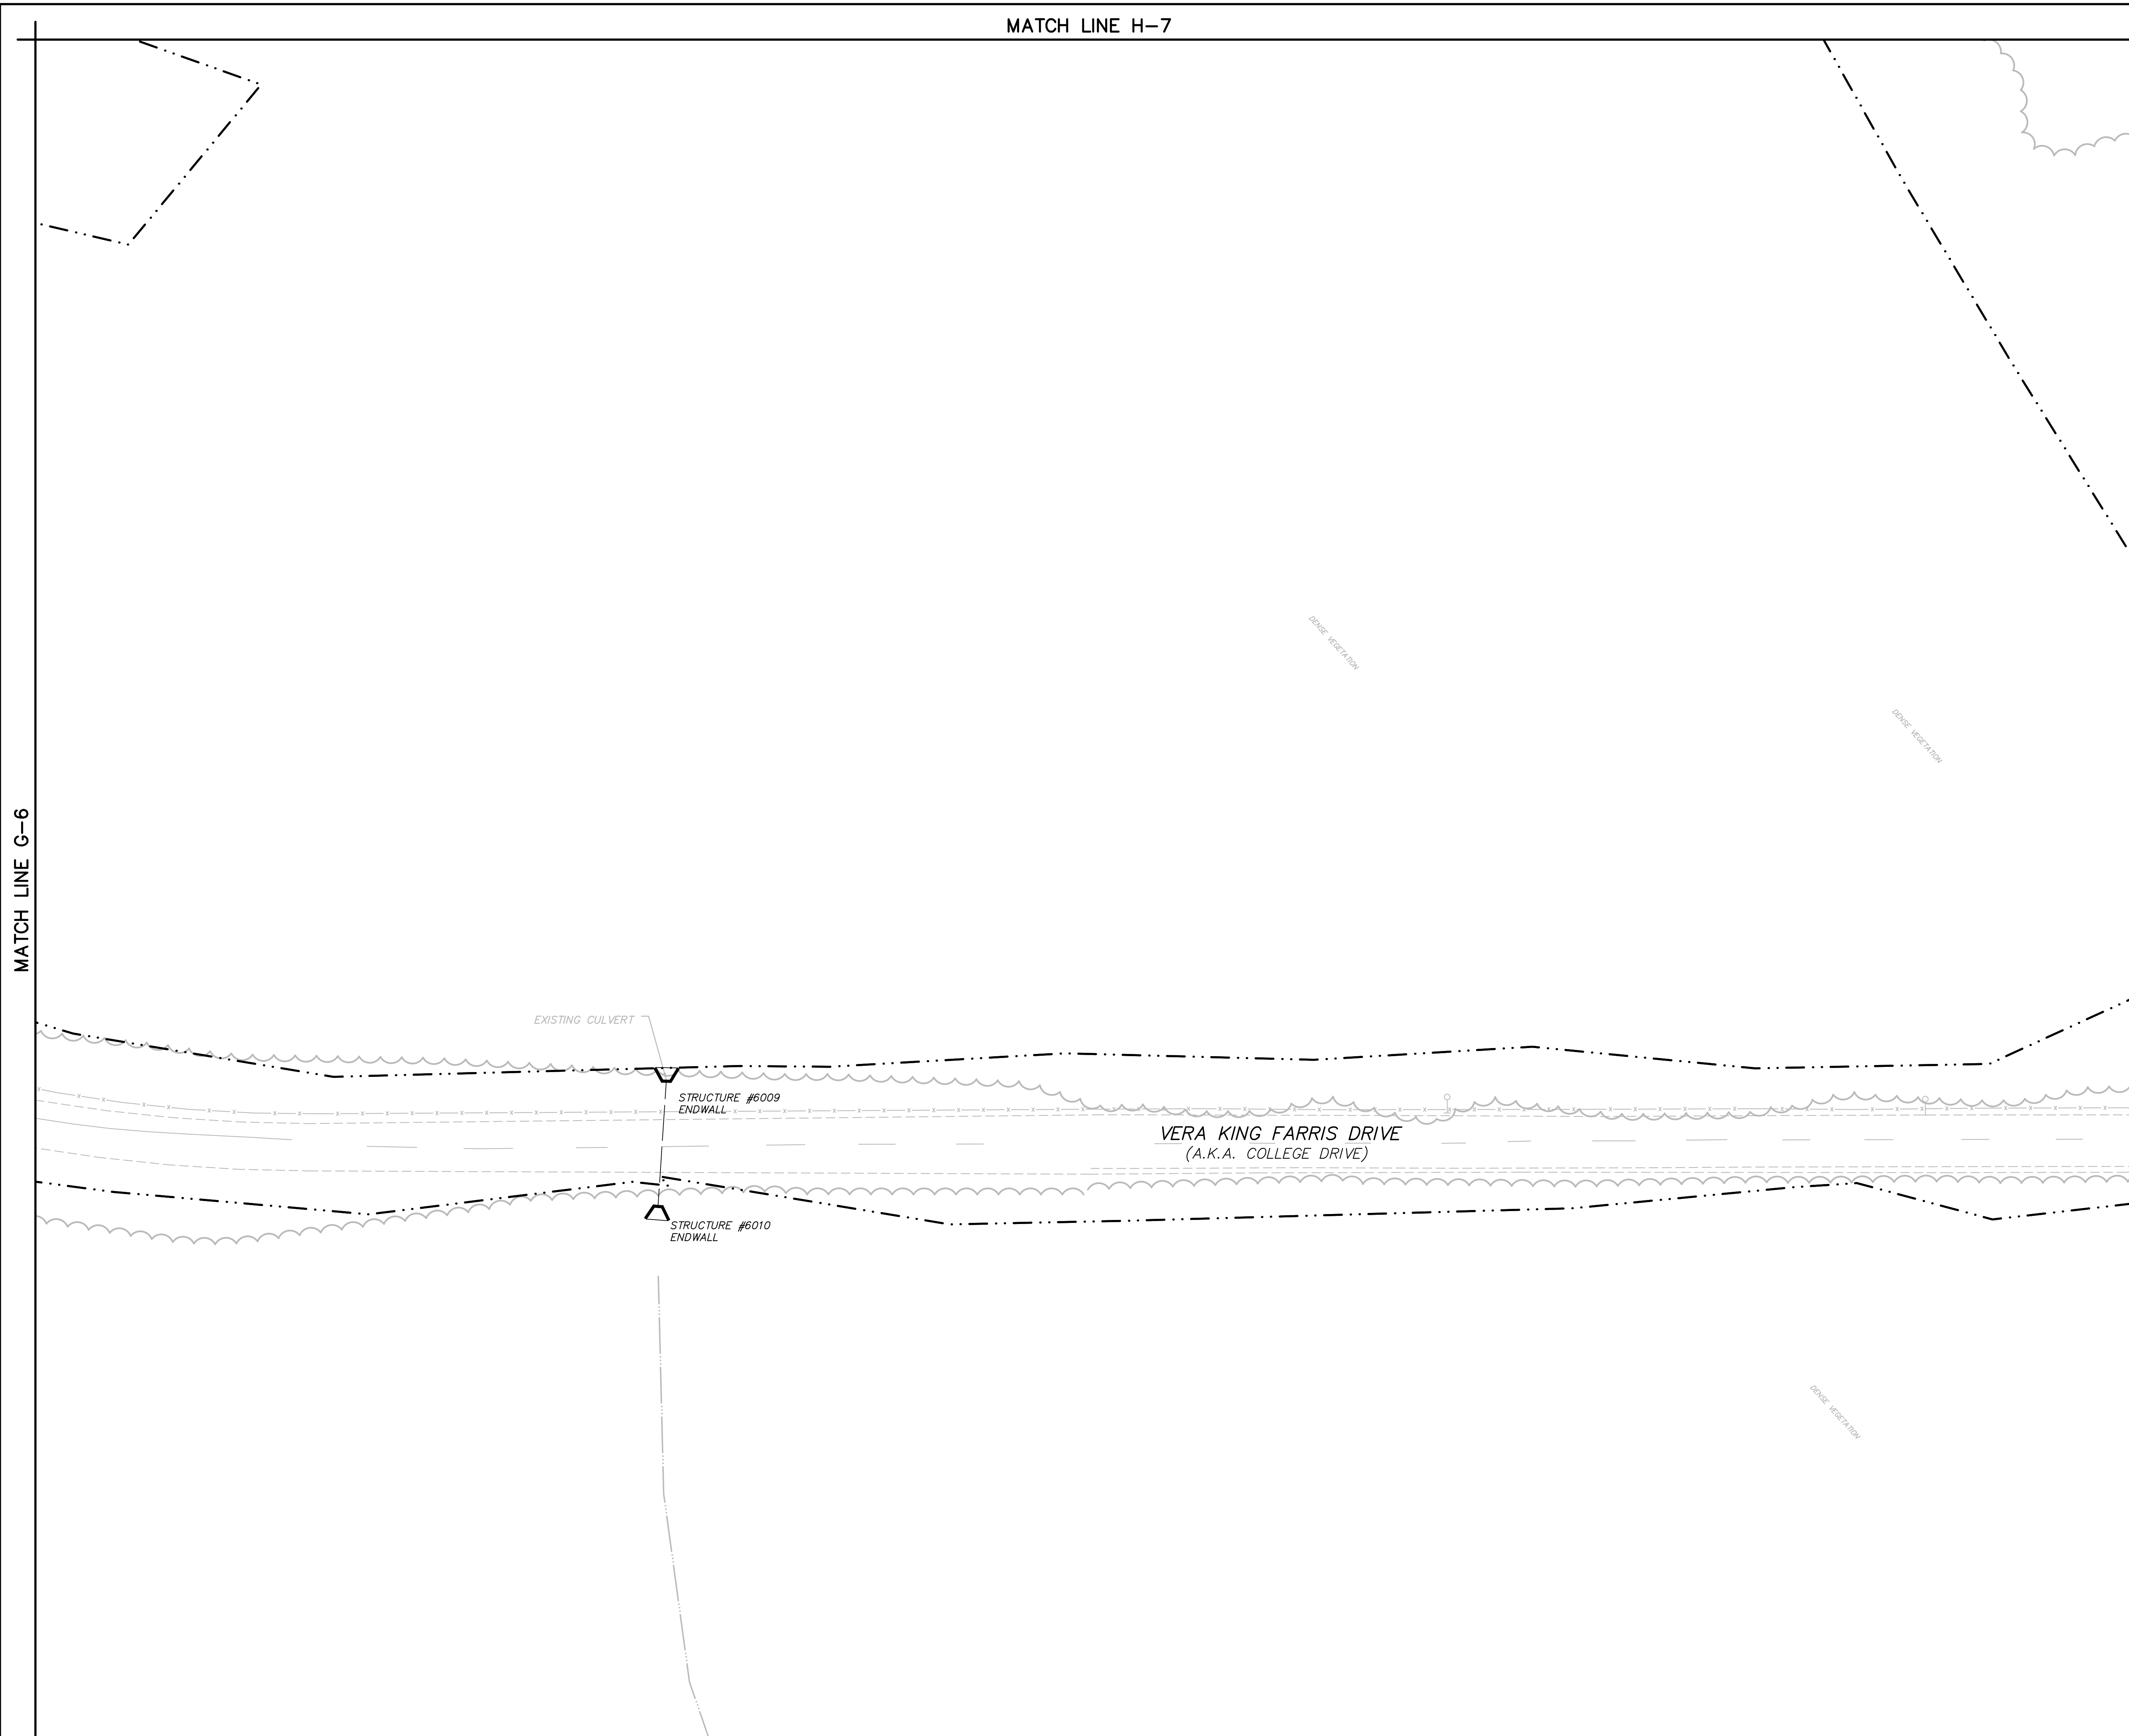 MATCH LINE H-7
DENSE VEGETATION
DENSE VEGETATION
MATCH LINE G-6
EXISTING CULVERT
STRUCTURE #6009
ENDWALL
VERA KING FARRIS DRIVE
(A.K.A. COLLEGE DRIVE)
STRUCTURE #6010
ENDWALL
DENSE VEGETATION